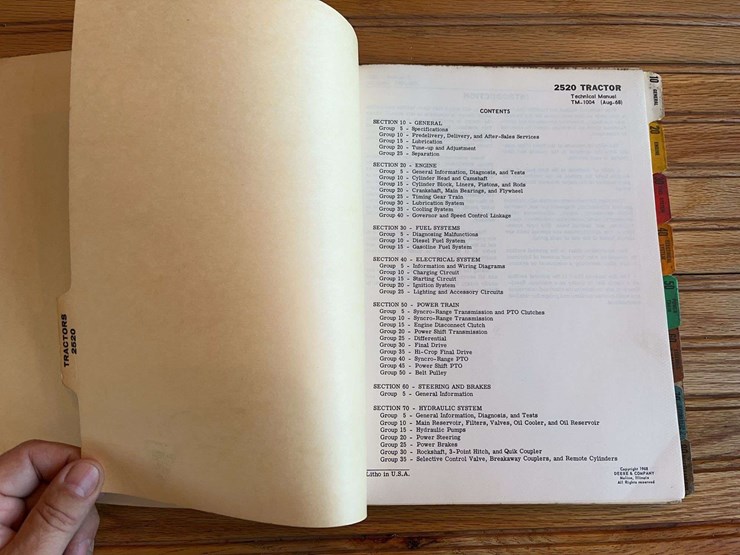 TRACTORS
2520
2520 TRACTOR
Technical Manual
TM-1004 (Aug-68)
CONTENTS
SECTION 10 - GENERAL
Group 5 - Specifications
Group 10 - Predelivery, Delivery, and After-Sales Services
Group 15 - Lubrication
Group 20 - Tune-up and Adjustment
Group 25 - Separation
SECTION 20 - ENGINE
Group 5 - General Information, Diagnosis, and Tests
Group 10 - Cylinder Head and Camshaft
Group 15 - Cylinder Block, Liners, Pistons, and Rods
Group 20 - Crankshaft, Main Bearings, and Flywheel
Group 25 - Timing Gear Train
Group 30 - Lubrication System
Group 35 - Cooling System
Group 40 - Governor and Speed Control Linkage
SECTION 30 - FUEL SYSTEMS
Group 5 - Diagnosing Malfunctions
Group 10 - Diesel Fuel System
Group 15 - Gasoline Fuel System
SECTION 40 - ELECTRICAL SYSTEM
Group 5 - Information and Wiring Diagrams
Group 10 - Charging Circuit
Group 15 - Starting Circuit
Group 20 - Ignition System
Group 25 - Lighting and Accessory Circuits
SECTION 50 - POWER TRAIN
Group 5 - Syncro-Range Transmission and PTO Clutches
Group 10 - Syncro-Range Transmission
Group 15 - Engine Disconnect Clutch
Group 20 - Power Shift Transmission
Group 25 - Differential
Group 30 - Final Drive
Group 35 - Hi-Crop Final Drive
Group 40 - Syncro-Range PTO
Group 45 - Power Shift PTO
Group 50 - Belt Pulley
SECTION 60 - STEERING AND BRAKES
Group 5 - General Information
SECTION 70 - HYDRAULIC SYSTEM
Group 5 - General Information, Diagnosis, and Tests
Group 10 - Main Reservoir, Filters, Valves, Oil Cooler, and Oil Reservoir
Group 15 - Hydraulic Pumps
Group 20 - Power Steering
Group 25 - Power Brakes
Group 30 - Rockshaft, 3-Point Hitch, and Quik Coupler
Group 35 - Selective Control Valve, Breakaway Couplers, and Remote Cylinders
Litho in U.S.A.
Copyright 1968
DEERE & COMPANY
Moline, Illinois
All Rights reserved
10 GENERAL
20
40
50